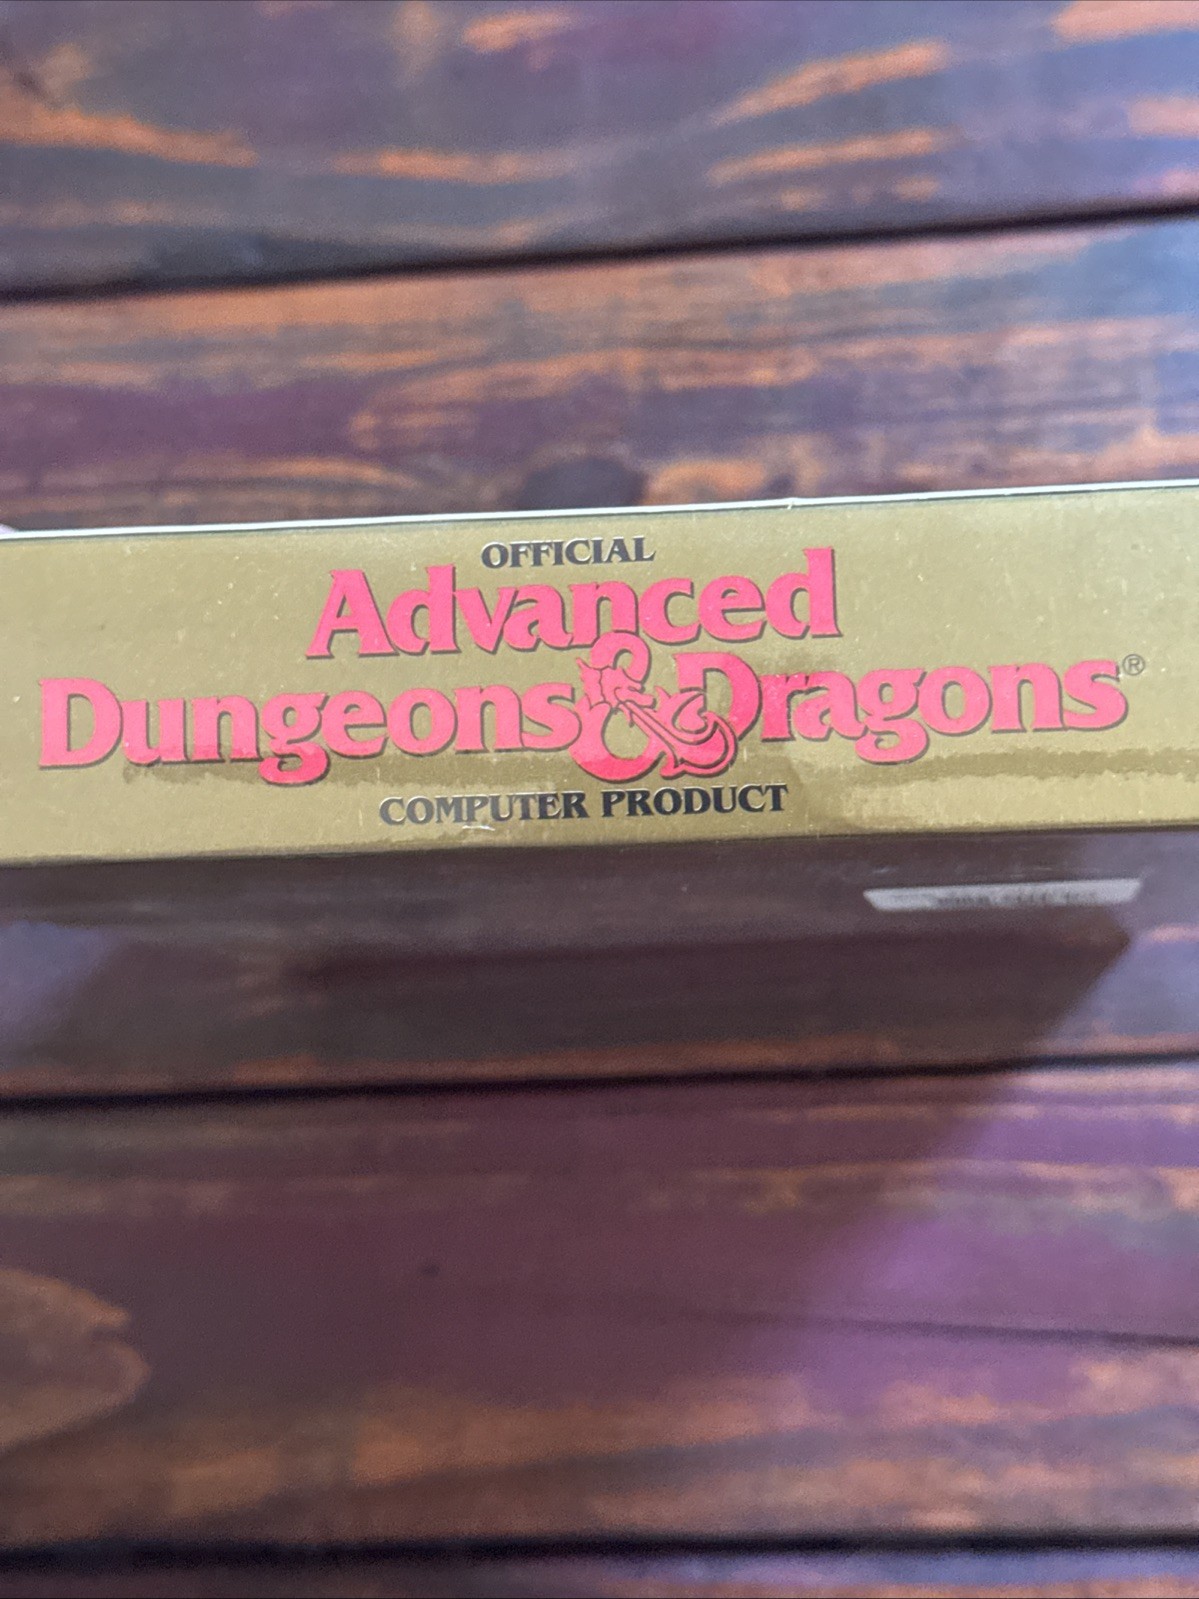 OFFICIAL
Advanced
Dungeons & Dragons®
COMPUTER PRODUCT